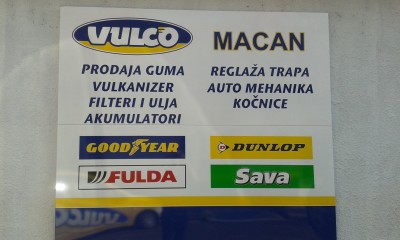 VULCO
MACAN
PRODAJA GUMA
VULKANIZER
FILTERI I ULJA
AKUMULATORI
REGLAŽA TRAPA
AUTO MEHANIKA
KOČNICE
GOODYEAR
DUNLOP
FULDA
Sava